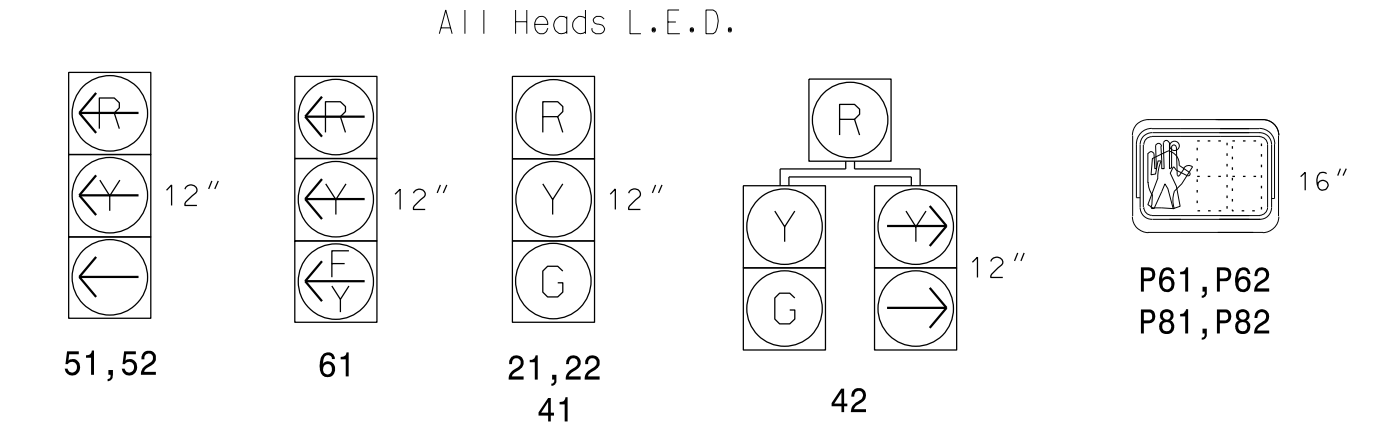 All Heads L.E.D.
R
Y
12"
51,52
R
Y
12"
F
Y
61
R
Y
12"
G
21,22
41
R
Y
Y
G
12"
42
16"
P61,P62
P81,P82